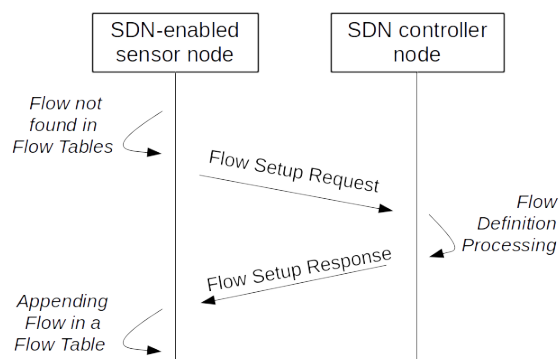 SDN-enabled
sensor node
SDN controller
node
Flow not
found in
Flow Tables
Flow Setup Request
Flow
Definition
Processing
Flow Setup Response
Appending
Flow in a
Flow Table